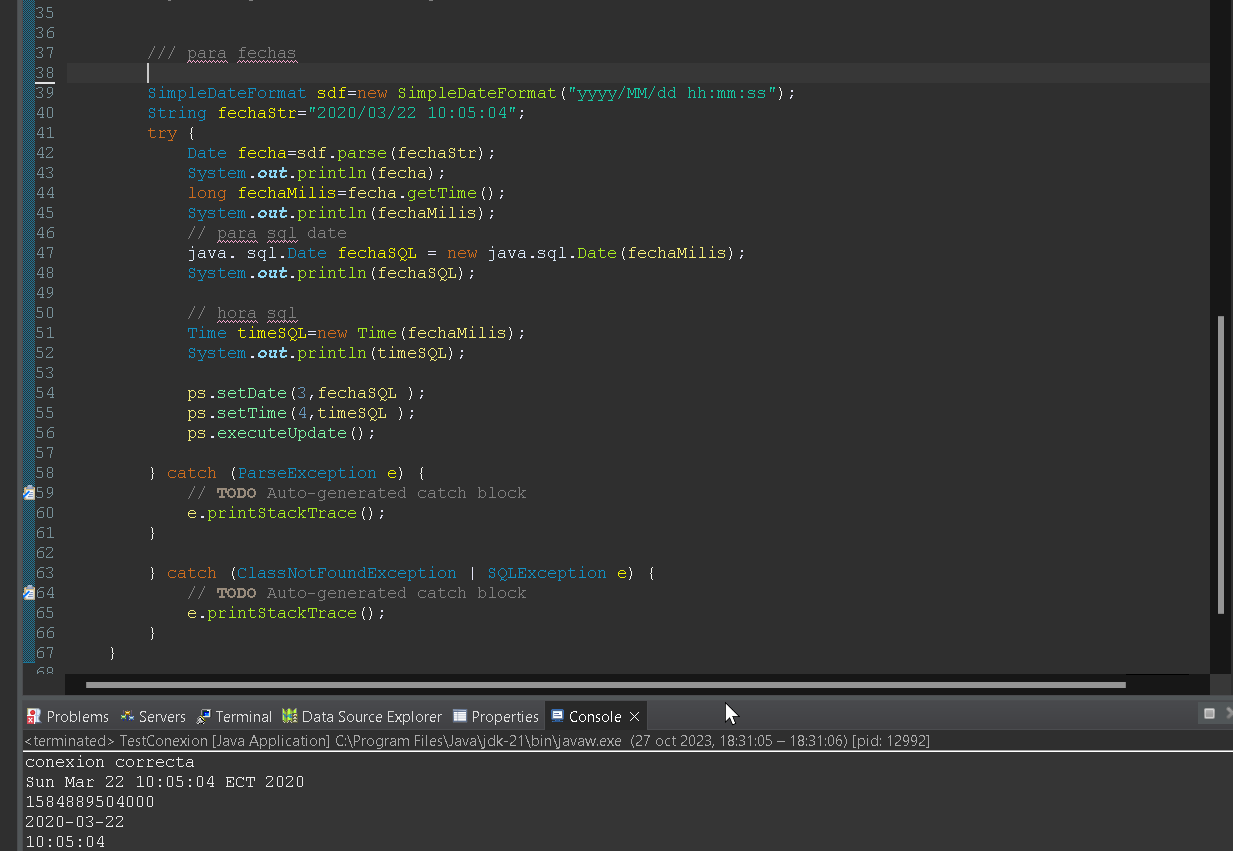 35
36
37 /// para fechas
38
39 SimpleDateFormat sdf=new SimpleDateFormat("yyyy/MM/dd hh:mm:ss");
40 String fechaStr="2020/03/22 10:05:04";
41 try {
42 Date fecha=sdf.parse(fechaStr);
43 System.out.println(fecha);
44 long fechaMilis=fecha.getTime();
45 System.out.println(fechaMilis);
46 // para sql date
47 java. sql.Date fechaSQL = new java.sql.Date(fechaMilis);
48 System.out.println(fechaSQL);
49
50 // hora sql
51 Time timeSQL=new Time(fechaMilis);
52 System.out.println(timeSQL);
53
54 ps.setDate(3,fechaSQL );
55 ps.setTime(4,timeSQL );
56 ps.executeUpdate();
57
58 } catch (ParseException e) {
59 // TODO Auto-generated catch block
60 e.printStackTrace();
61 }
62
63 } catch (ClassNotFoundException | SQLException e) {
64 // TODO Auto-generated catch block
65 e.printStackTrace();
66 }
67 }
68
Problems Servers Terminal Data Source Explorer Properties Console
<terminated> TestConexion [Java Application] C:\Program Files\Java\jdk-21\bin\javaw.exe (27 oct 2023, 18:31:05 – 18:31:06) [pid: 12992]
conexion correcta
Sun Mar 22 10:05:04 ECT 2020
1584889504000
2020-03-22
10:05:04